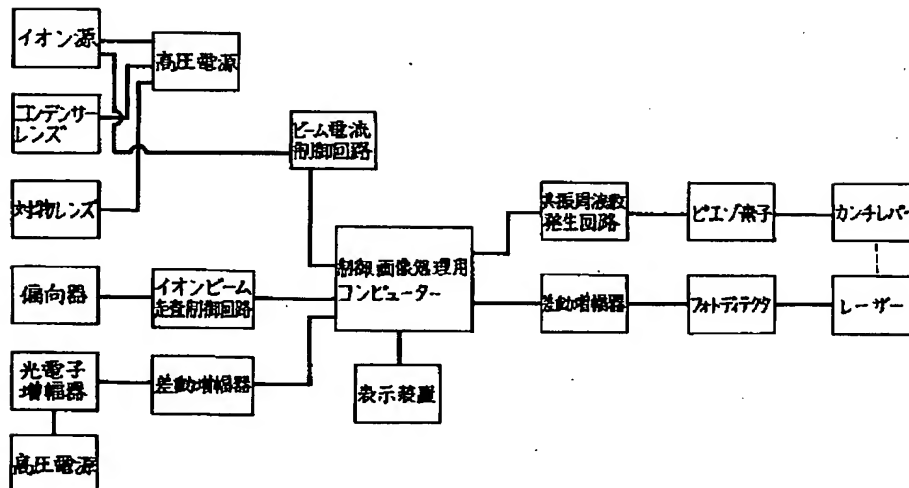 イオン源
高圧電源
コンデンサー
レンズ
ビーム電流
制御回路
対物レンズ
共振周波数
発生回路
ピエゾ素子
カンチレバー
制御画像処理用
コンピューター
偏向器
イオンビーム
走査制御回路
差動増幅器
フォトディテクタ
レーザー
光電子
増幅器
差動増幅器
表示装置
高圧電源